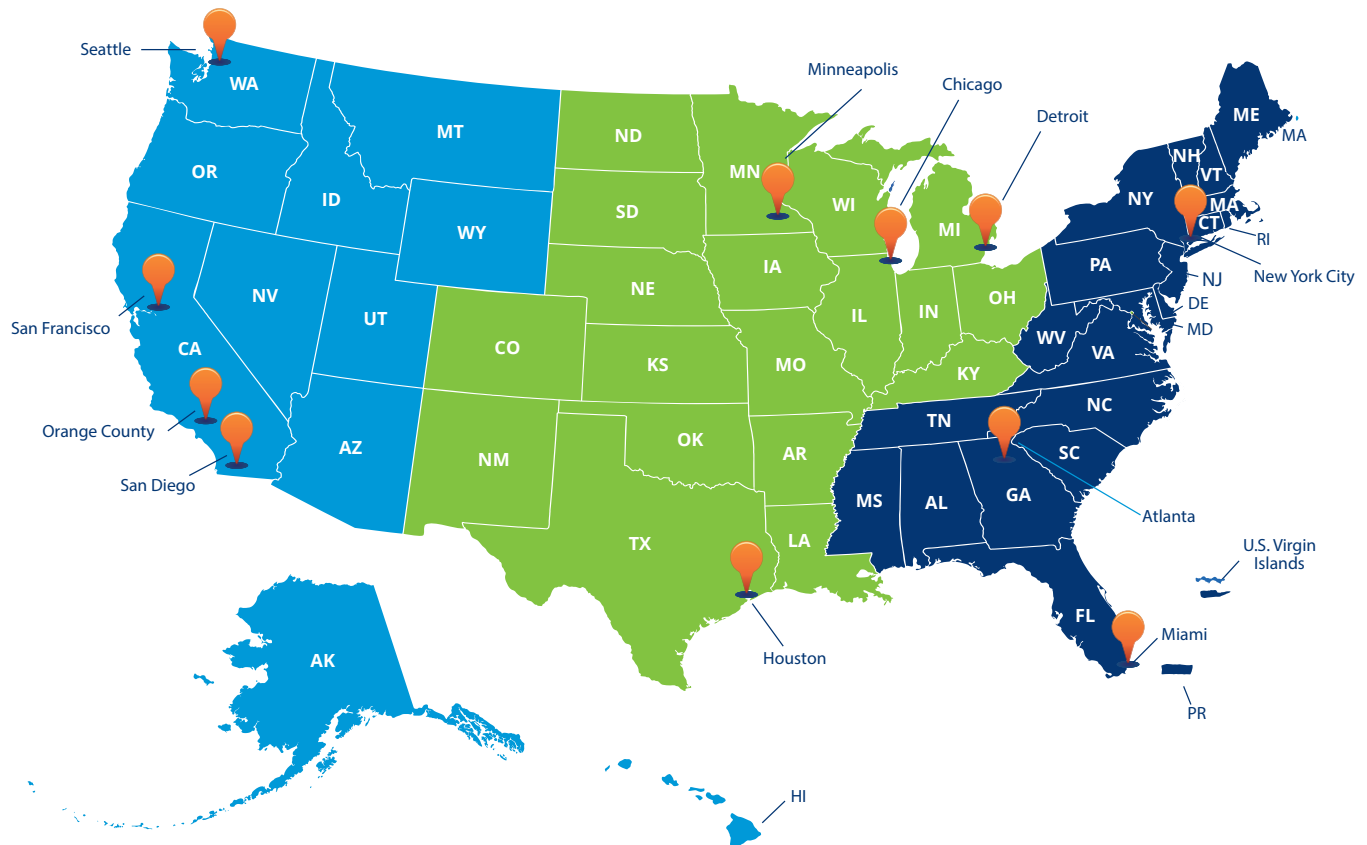 Seattle
WA
Minneapolis
Chicago
Detroit
ME
MA
MT
ND
OR
MN
NH
VT
ID
SD
WI
NY
MA
WY
MI
CT
RI
IA
PA
New York City
NV
NE
OH
NJ
DE
San Francisco
UT
IL
IN
MD
CA
CO
KS
MO
WV
VA
KY
NC
Orange County
TN
AZ
NM
OK
AR
SC
San Diego
MS
AL
GA
Atlanta
TX
LA
U.S. Virgin
Islands
FL
Miami
AK
Houston
PR
HI